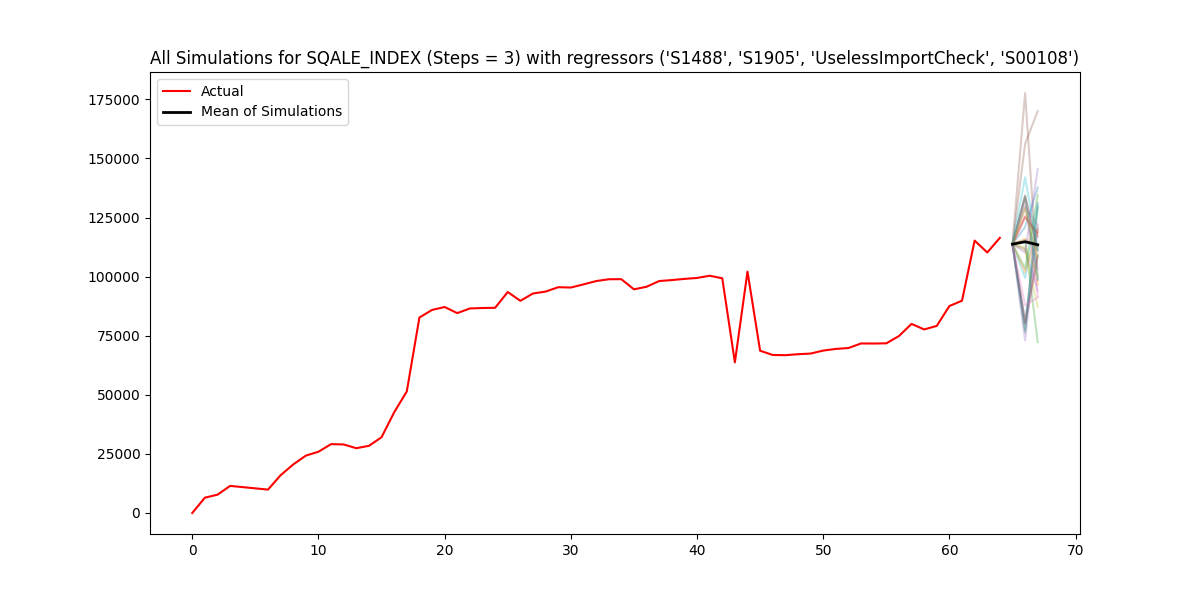 All Simulations for SQALE_INDEX (Steps = 3) with regressors ('S1488', 'S1905', 'UselessImportCheck', 'S00108')
Actual
Mean of Simulations
175000
150000
125000
100000
75000
50000
25000
0
0 10 20 30 40 50 60 70